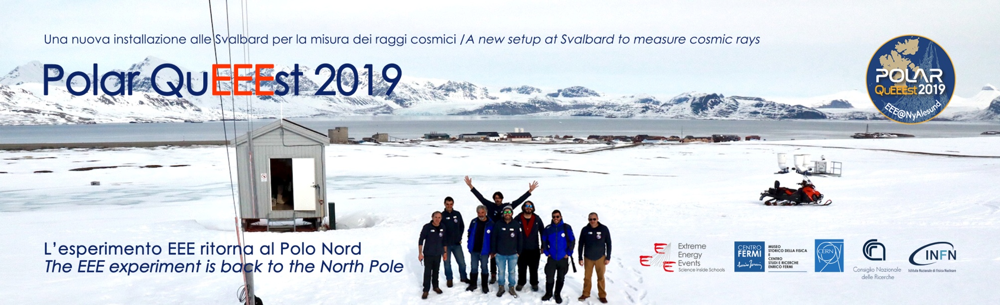 Una nuova installazione alle Svalbard per la misura dei raggi cosmici /A new setup at Svalbard to measure cosmic rays
Polar QuEEEst 2019
POLAR
QuEEEst 2019
EEE@NyAlesund
L'esperimento EEE ritorna al Polo Nord
The EEE experiment is back to the North Pole
EEE
Extreme
Energy
Events
Science inside Schools
CENTRO
FERMI
MUSEO
STORICO DELLA FISICA
E
CENTRO
STUDI E RICERCHE
ENRICO FERMI
CERN
Consiglio Nazionale
delle Ricerche
INFN
Istituto Nazionale di Fisica Nucleare